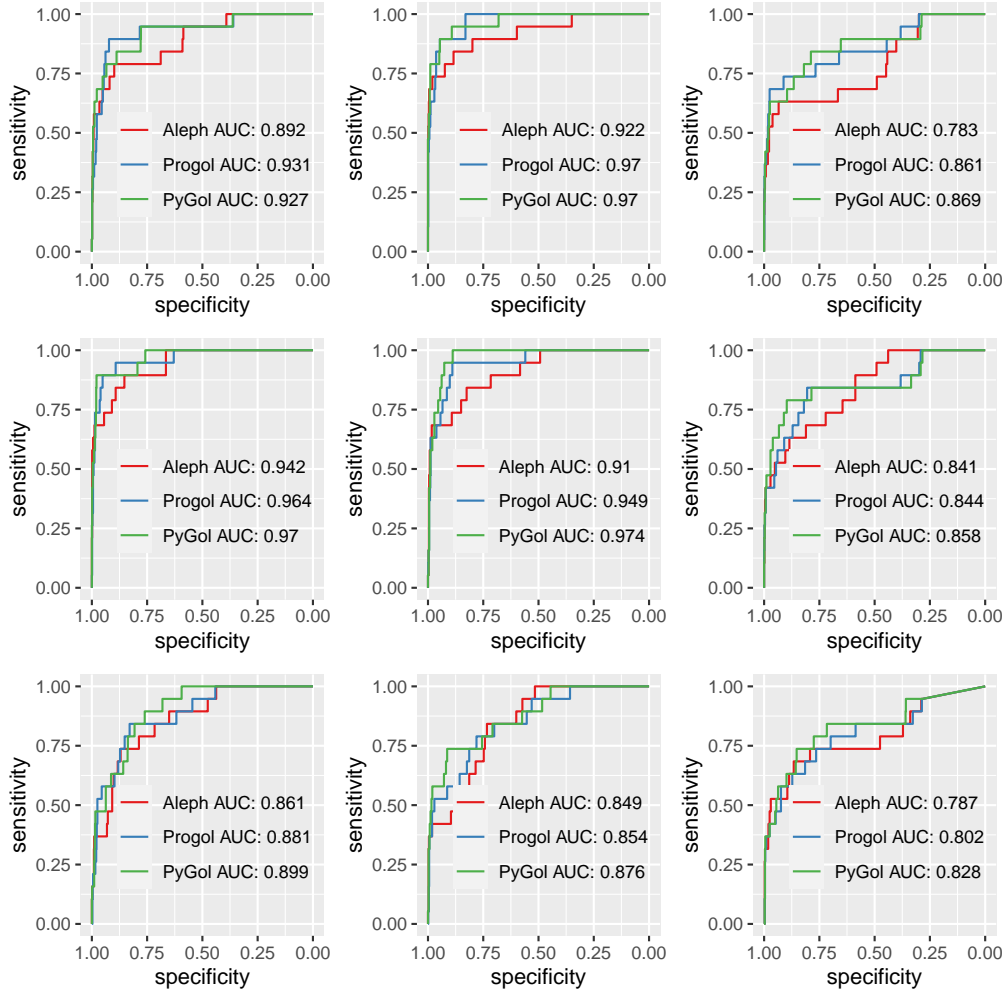 1.00
0.75
0.50
0.25
0.00
sensitivity
Aleph AUC: 0.892
Progol AUC: 0.931
PyGol AUC: 0.927
1.00 0.75 0.50 0.25 0.00
specificity
1.00
0.75
0.50
0.25
0.00
sensitivity
Aleph AUC: 0.922
Progol AUC: 0.97
PyGol AUC: 0.97
1.00 0.75 0.50 0.25 0.00
specificity
1.00
0.75
0.50
0.25
0.00
sensitivity
Aleph AUC: 0.783
Progol AUC: 0.861
PyGol AUC: 0.869
1.00 0.75 0.50 0.25 0.00
specificity
1.00
0.75
0.50
0.25
0.00
sensitivity
Aleph AUC: 0.942
Progol AUC: 0.964
PyGol AUC: 0.97
1.00 0.75 0.50 0.25 0.00
specificity
1.00
0.75
0.50
0.25
0.00
sensitivity
Aleph AUC: 0.91
Progol AUC: 0.949
PyGol AUC: 0.974
1.00 0.75 0.50 0.25 0.00
specificity
1.00
0.75
0.50
0.25
0.00
sensitivity
Aleph AUC: 0.841
Progol AUC: 0.844
PyGol AUC: 0.858
1.00 0.75 0.50 0.25 0.00
specificity
1.00
0.75
0.50
0.25
0.00
sensitivity
Aleph AUC: 0.861
Progol AUC: 0.881
PyGol AUC: 0.899
1.00 0.75 0.50 0.25 0.00
specificity
1.00
0.75
0.50
0.25
0.00
sensitivity
Aleph AUC: 0.849
Progol AUC: 0.854
PyGol AUC: 0.876
1.00 0.75 0.50 0.25 0.00
specificity
1.00
0.75
0.50
0.25
0.00
sensitivity
Aleph AUC: 0.787
Progol AUC: 0.802
PyGol AUC: 0.828
1.00 0.75 0.50 0.25 0.00
specificity